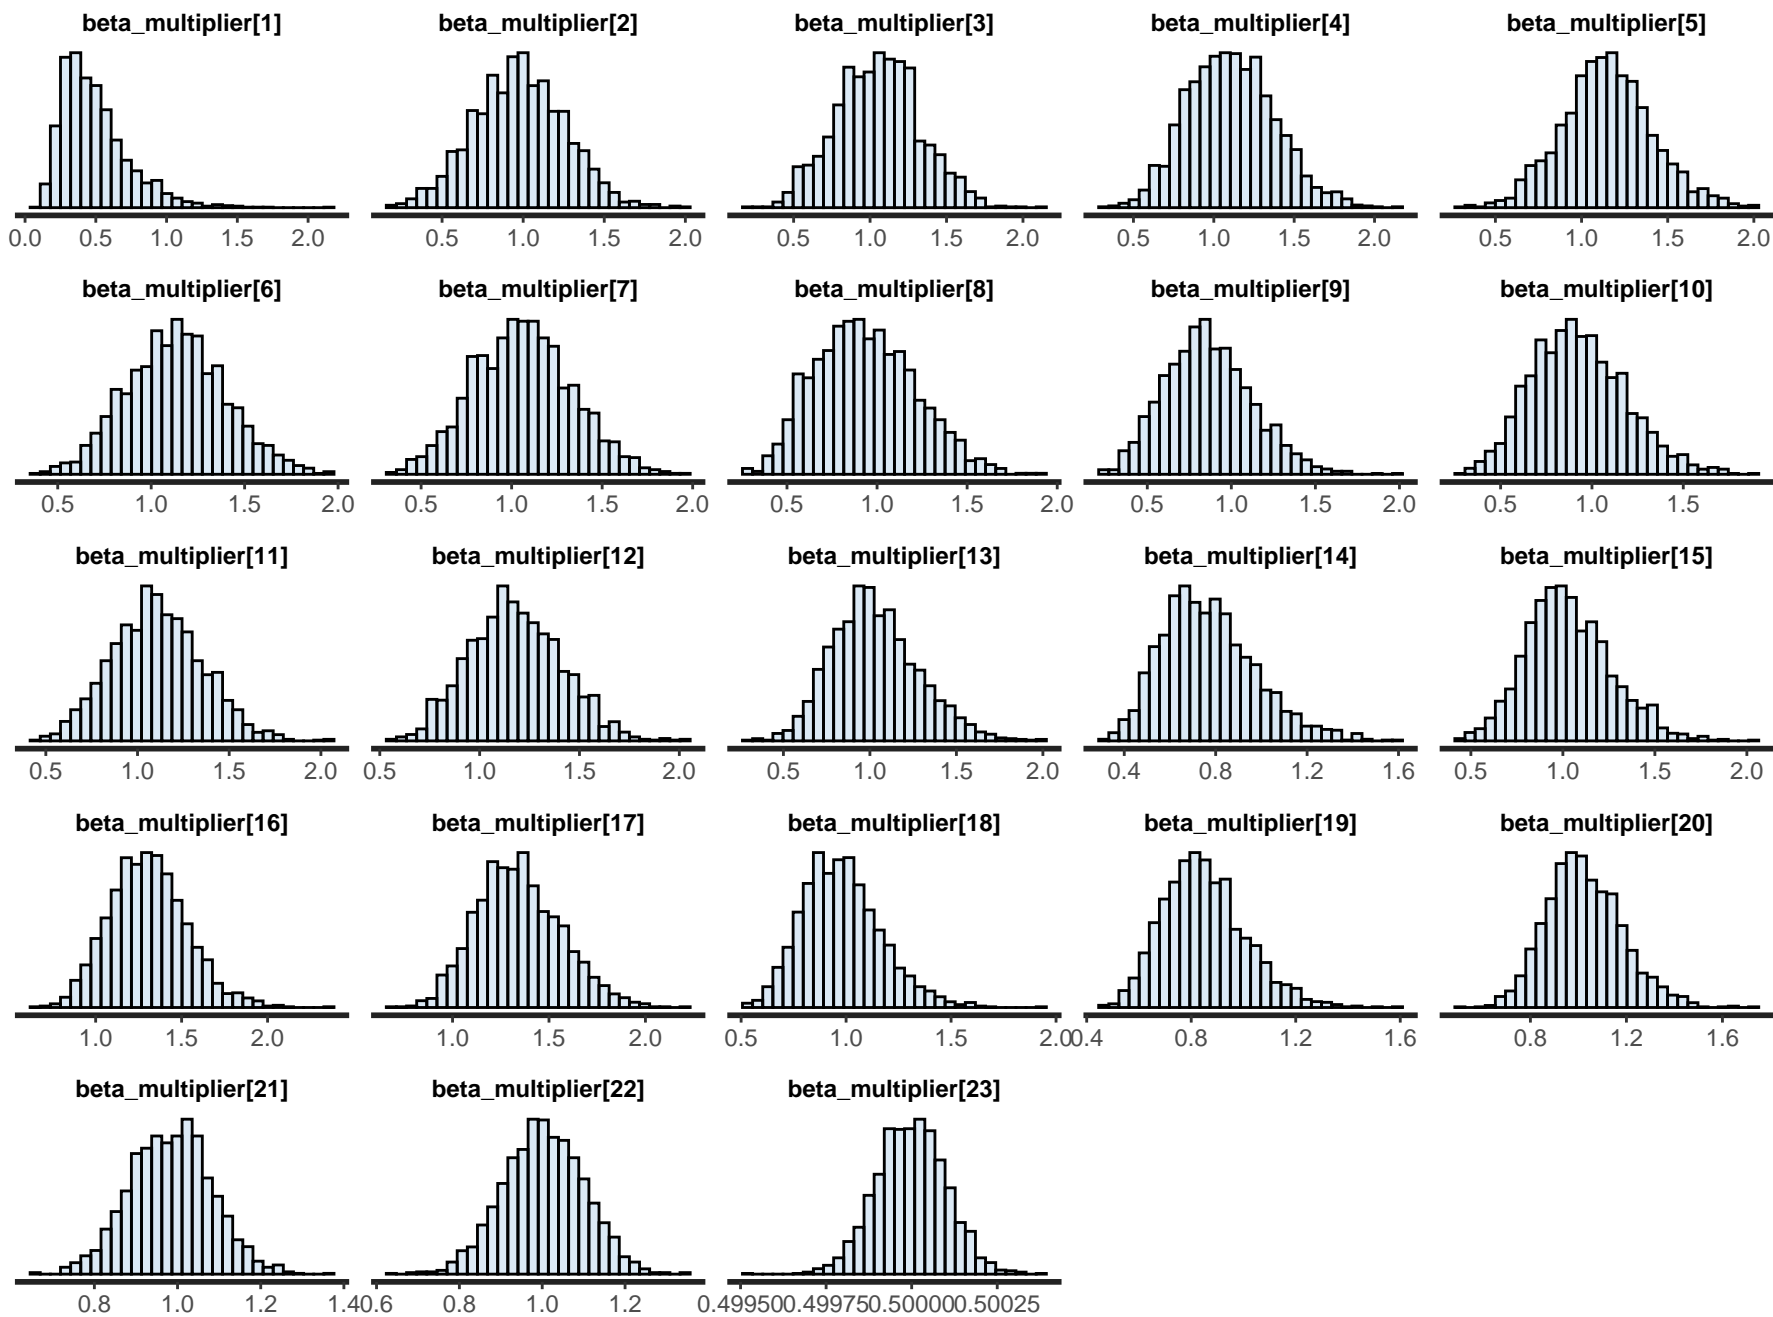 beta_multiplier[1] beta_multiplier[2] beta_multiplier[3] beta_multiplier[4] beta_multiplier[5]
0.0 0.5 1.0 1.5 2.0 0.5 1.0 1.5 2.0 0.5 1.0 1.5 2.0 0.5 1.0 1.5 2.0 0.5 1.0 1.5 2.0
beta_multiplier[6] beta_multiplier[7] beta_multiplier[8] beta_multiplier[9] beta_multiplier[10]
0.5 1.0 1.5 2.0 0.5 1.0 1.5 2.0 0.5 1.0 1.5 2.0 0.5 1.0 1.5 2.0 0.5 1.0 1.5
beta_multiplier[11] beta_multiplier[12] beta_multiplier[13] beta_multiplier[14] beta_multiplier[15]
0.5 1.0 1.5 2.0 0.5 1.0 1.5 2.0 0.5 1.0 1.5 2.0 0.4 0.8 1.2 1.6 0.5 1.0 1.5 2.0
beta_multiplier[16] beta_multiplier[17] beta_multiplier[18] beta_multiplier[19] beta_multiplier[20]
1.0 1.5 2.0 1.0 1.5 2.0 0.5 1.0 1.5 2.0 0.4 0.8 1.2 1.6 0.8 1.2 1.6
beta_multiplier[21] beta_multiplier[22] beta_multiplier[23]
0.8 1.0 1.2 1.4 0.6 0.8 1.0 1.2 0.49950 0.49975 0.50000 0.50025